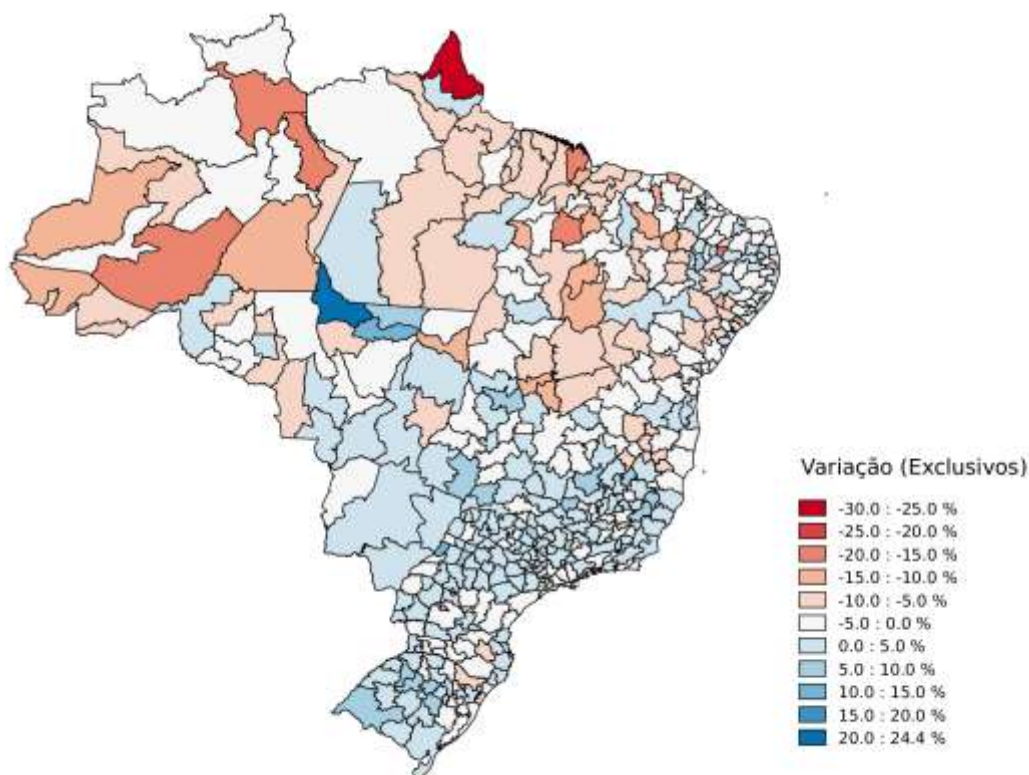 Variação (Exclusivos)
-30.0 : -25.0 %
-25.0 : -20.0 %
-20.0 : -15.0 %
-15.0 : -10.0 %
-10.0 : -5.0 %
-5.0 : 0.0 %
0.0 : 5.0 %
5.0 : 10.0 %
10.0 : 15.0 %
15.0 : 20.0 %
20.0 : 24.4 %